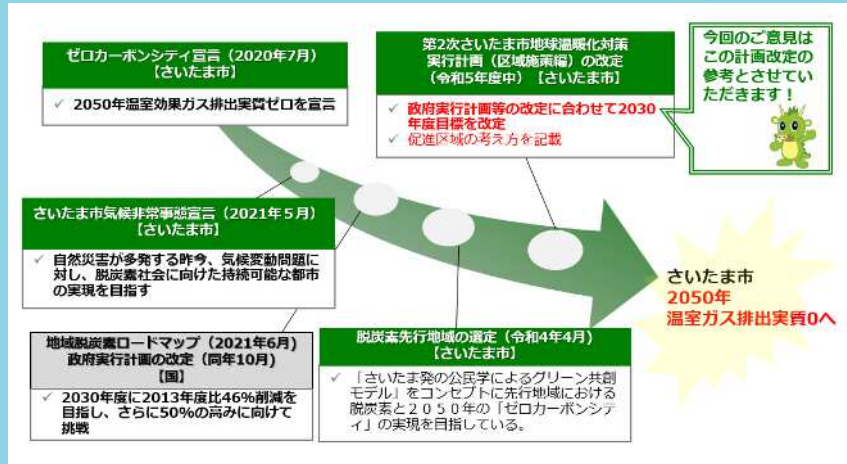 ゼロカーボンシティ宣言（2020年7月）
【さいたま市】
✓ 2050年温室効果ガス排出実質ゼロを宣言
第2次さいたま市地球温暖化対策
実行計画（区域施策編）の改定
（令和5年度中）【さいたま市】
✓ 政府実行計画等の改定に合わせて2030
年度目標を改定
✓ 促進区域の考え方を記載
今回のご意見は
この計画改定の
参考とさせてい
ただきます！
さいたま市気候非常事態宣言（2021年５月）
【さいたま市】
✓ 自然災害が多発する昨今、気候変動問題に
対し、脱炭素社会に向けた持続可能な都市
の実現を目指す
地域脱炭素ロードマップ（2021年6月）
政府実行計画の改定（同年10月）
【国】
✓ 2030年度に2013年度比46%削減を
目指し、さらに50%の高みに向けて
挑戦
脱炭素先行地域の選定（令和4年4月）
【さいたま市】
✓ 「さいたま発の公民学によるグリーン共創
モデル」をコンセプトに先行地域における
脱炭素と２０５０年の「ゼロカーボンシテ
ィ」の実現を目指している。
さいたま市
2050年
温室ガス排出実質0へ